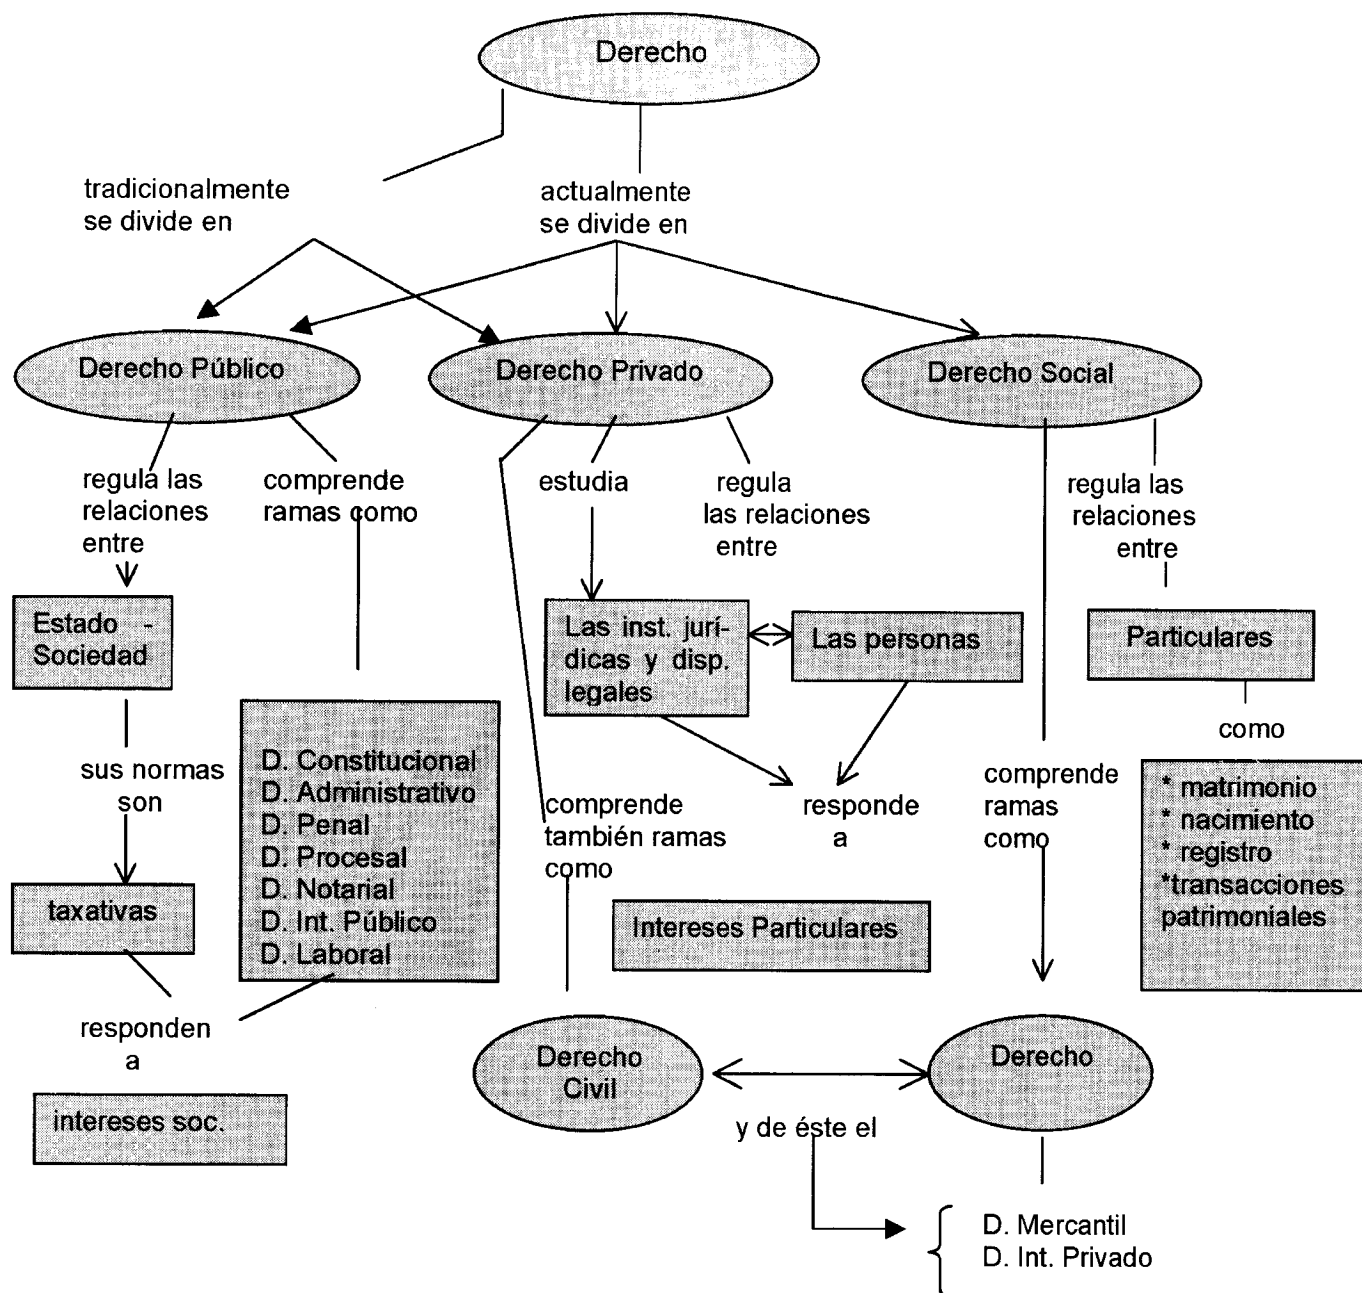 Derecho
tradicionalmente
se divide en
actualmente
se divide en
Derecho Público
Derecho Privado
Derecho Social
regula las
relaciones
entre
comprende
ramas como
estudia
regula
las relaciones
entre
regula las
relaciones
entre
Estado -
Sociedad
Las inst. jurí-
dicas y disp.
legales
Las personas
Particulares
como
sus normas
son
D. Constitucional
D. Administrativo
D. Penal
D. Procesal
D. Notarial
D. Int. Público
D. Laboral
comprende
también ramas
como
responde
a
comprende
ramas
como
* matrimonio
* nacimiento
* registro
*transacciones
patrimoniales
taxativas
Intereses Particulares
responden
a
intereses soc.
Derecho
Civil
Derecho
y de éste el
D. Mercantil
D. Int. Privado